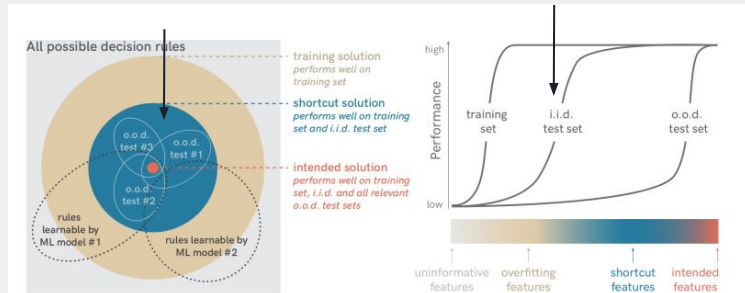 All possible decision rules
training solution
performs well on
training set
shortcut solution
performs well on training
set and i.i.d. test set
o.o.d.
test #3
o.o.d.
test #1
o.o.d.
test #2
intended solution
performs well on training
set, i.i.d. and all relevant
o.o.d. test sets
rules
learnable by
ML model #1
rules learnable by
ML model #2
Performance
high
low
training
set
i.i.d.
test set
o.o.d.
test set
uninformative
features
overfitting
features
shortcut
features
intended
features